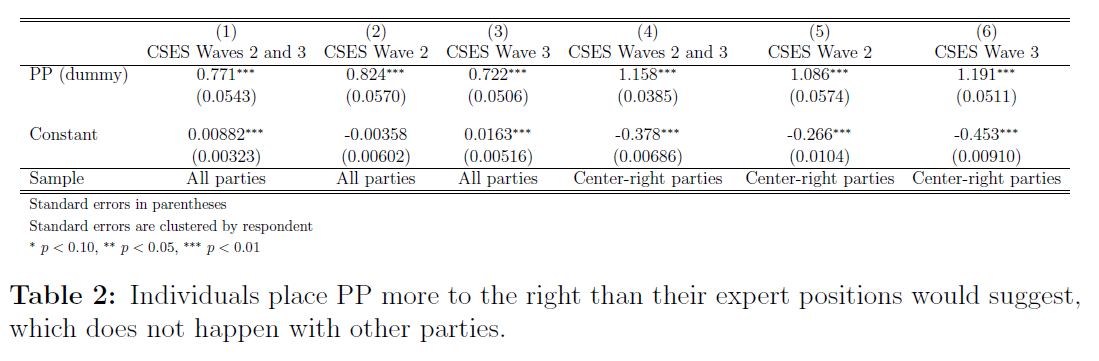 (1) (2) (3) (4) (5) (6)
CSES Waves 2 and 3 CSES Wave 2 CSES Wave 3 CSES Waves 2 and 3 CSES Wave 2 CSES Wave 3
PP (dummy) 0.771*** 0.824*** 0.722*** 1.158*** 1.086*** 1.191***
(0.0543) (0.0570) (0.0506) (0.0385) (0.0574) (0.0511)
Constant 0.00882*** -0.00358 0.0163*** -0.378*** -0.266*** -0.453***
(0.00323) (0.00602) (0.00516) (0.00686) (0.0104) (0.00910)
Sample All parties All parties All parties Center-right parties Center-right parties Center-right parties
Standard errors in parentheses
Standard errors are clustered by respondent
* p < 0.10, ** p < 0.05, *** p < 0.01
Table 2: Individuals place PP more to the right than their expert positions would suggest,
which does not happen with other parties.